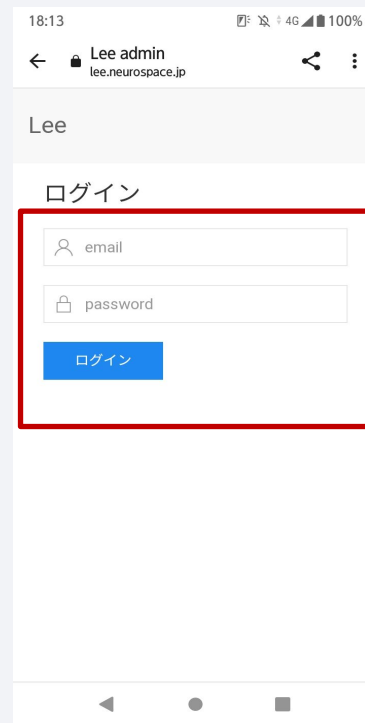 18:13
4G 100%
Lee admin
lee.neurospace.jp
Lee
ログイン
email
password
ログイン